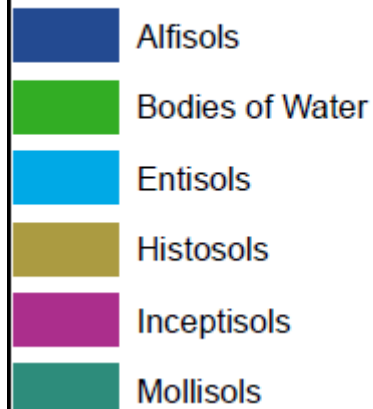 Alfisols
Bodies of Water
Entisols
Histosols
Inceptisols
Mollisols